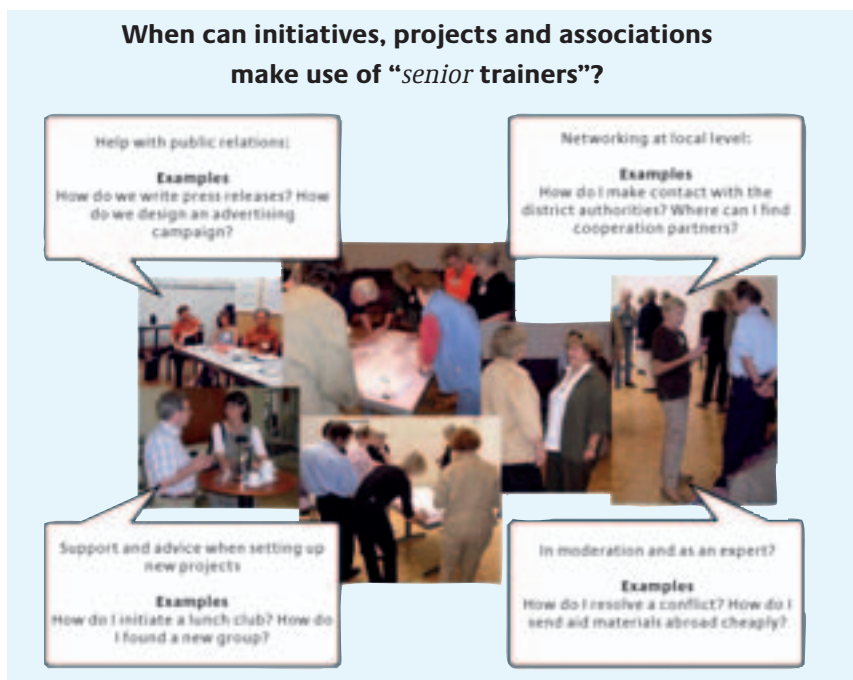 When can initiatives, projects and associations
make use of “senior trainers”?
Help with public relations:
Examples
How do we write press releases? How
do we design an advertising
campaign?
Networking at local level:
Examples
How do I make contact with the
district authorities? Where can I find
cooperation partners?
Support and advice when setting up
new projects
Examples
How do I initiate a lunch club? How do
I found a new group?
In moderation and as an expert?
Examples
How do I resolve a conflict? How do I
send aid materials abroad cheaply?